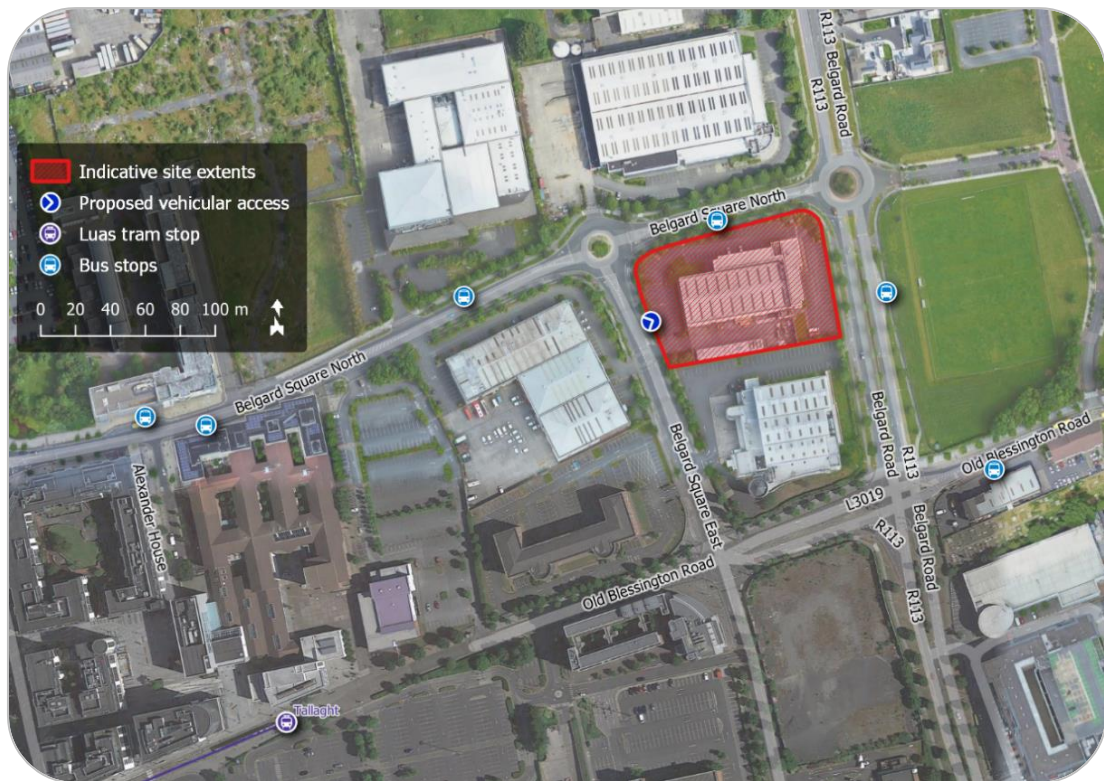 R113
Belgard Road
R113
Indicative site extents
Proposed vehicular access
Luas tram stop
Bus stops
0 20 40 60 80 100 m
Belgard Square North
Belgard Square North
Belgard Road
R113
Old Blessington Road
L3019
Belgard Square East
Alexander House
R113
Belgard Road
R113
Old Blessington Road
Tallaght